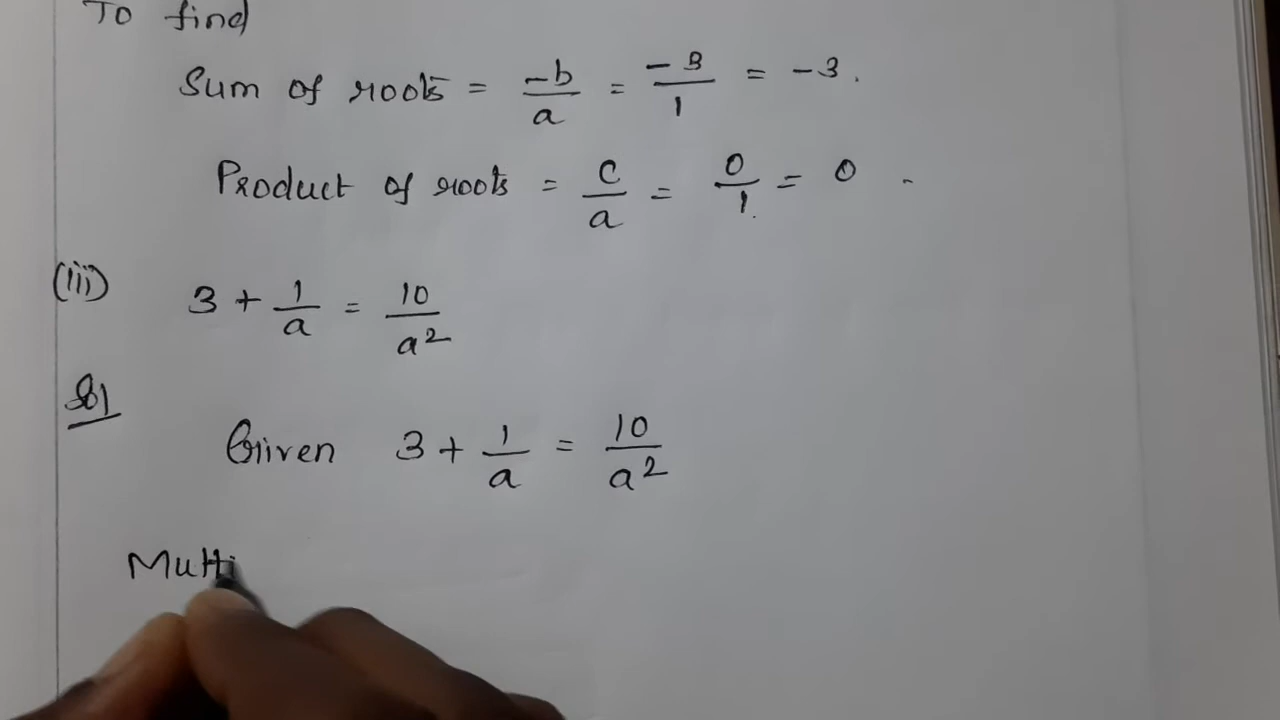 To find
Sum of roots = -b/a = -3/1 = -3.
Product of roots = c/a = 0/1 = 0.
(iii) 3 + 1/a = 10/a²
Sol
Given 3 + 1/a = 10/a²
Multi